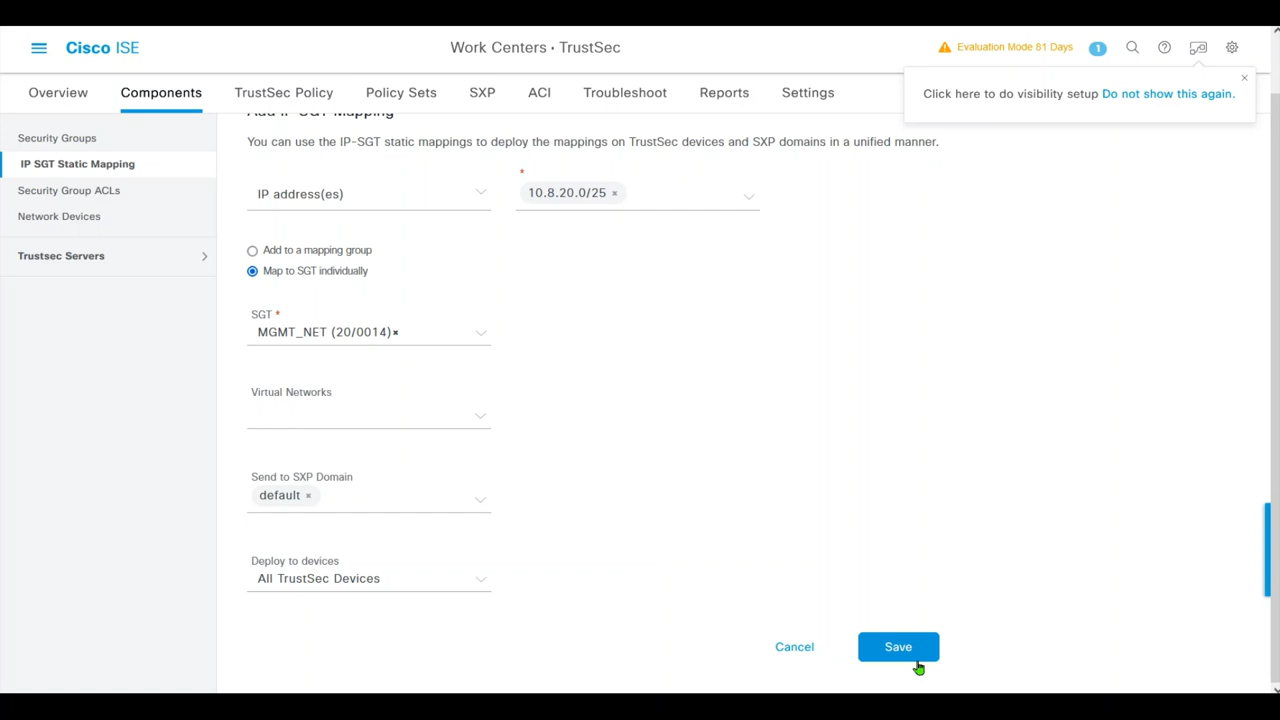 Cisco ISE
Work Centers · TrustSec
Evaluation Mode 81 Days
1
Click here to do visibility setup Do not show this again.
Overview
Components
TrustSec Policy
Policy Sets
SXP
ACI
Troubleshoot
Reports
Settings
Security Groups
IP SGT Static Mapping
Security Group ACLs
Network Devices
Trustsec Servers
Add IP SGT Mapping
You can use the IP-SGT static mappings to deploy the mappings on TrustSec devices and SXP domains in a unified manner.
IP address(es)
*
10.8.20.0/25 ×
Add to a mapping group
Map to SGT individually
SGT *
MGMT_NET (20/0014)×
Virtual Networks
Send to SXP Domain
default ×
Deploy to devices
All TrustSec Devices
Cancel
Save